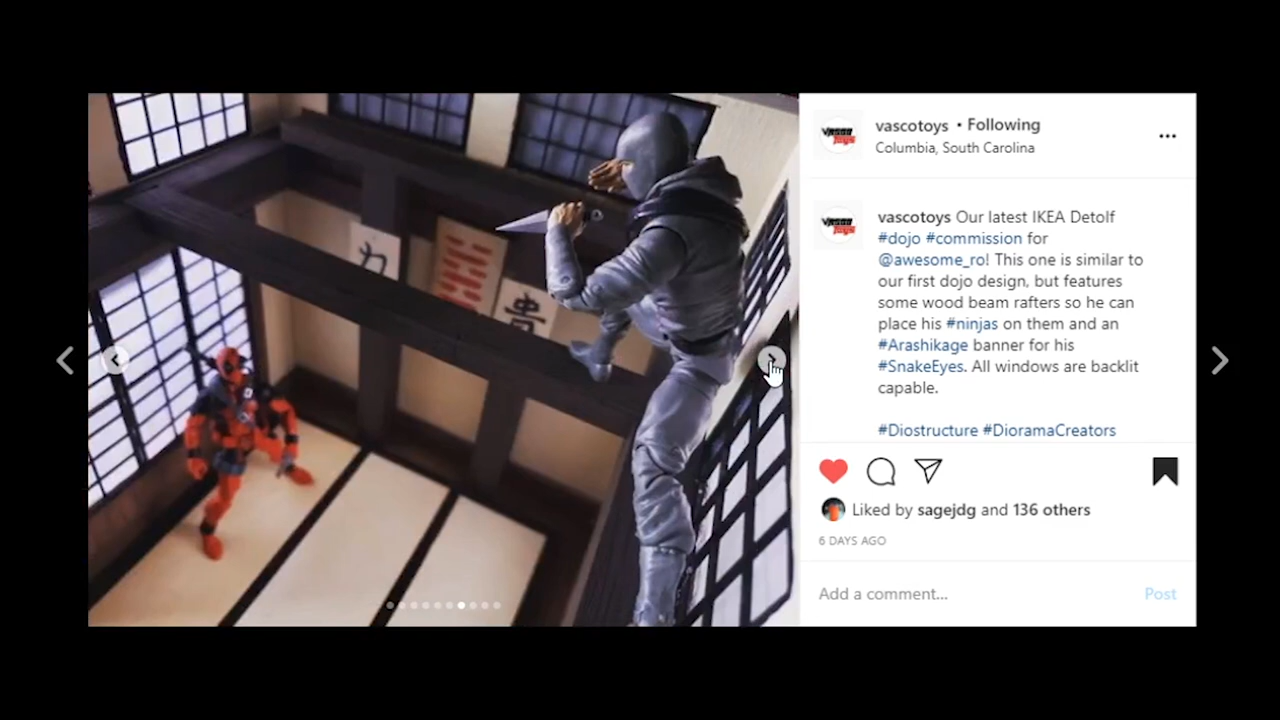 vascotoys • Following
Columbia, South Carolina
vascotoys Our latest IKEA Detolf
#dojo #commission for
@awesome_ro! This one is similar to
our first dojo design, but features
some wood beam rafters so he can
place his #ninjas on them and an
#Arashikage banner for his
#SnakeEyes. All windows are backlit
capable.
#Diostructure #DioramaCreators
Liked by sagejdg and 136 others
6 DAYS AGO
Add a comment...
Post
力
貴
VASCO
TOYS